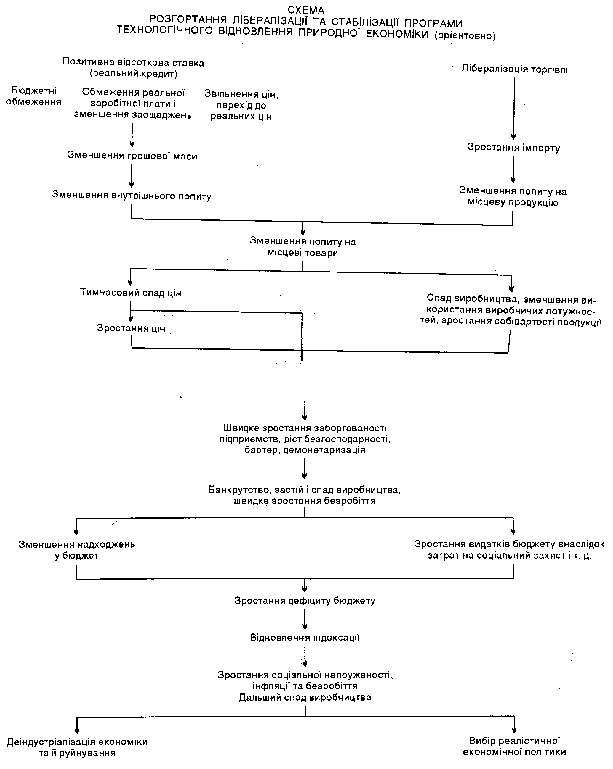 СХЕМА
РОЗГОРТАННЯ ЛІБЕРАЛІЗАЦІЇ ТА СТАБІЛІЗАЦІЇ ПРОГРАМИ
ТЕХНОЛОГІЧНОГО ВІДНОВЛЕННЯ ПРИРОДНОЇ ЕКОНОМІКИ (орієнтовно)
Позитивна відсоткова ставка
(реальний кредит)
Лібералізація торгівлі
Бюджетні
обмеження
Обмеження реальної
заробітної плати і
зменшення заощаджень
Звільнення цін,
перехід до
реальних цін
Зменшення грошової маси
Зростання імпорту
Зменшення внутрішнього попиту
Зменшення попиту на
місцеву продукцію
Зменшення попиту на
місцеві товари
Тимчасовий спад цін
Спад виробництва, зменшення ви-
користання виробничих потужнос-
тей, зростання собівартості продукції
Зростання цін
Швидке зростання заборгованості
підприємств, ріст безгосподарності,
бартер, демонетаризація
Банкрутство, застій і спад виробництва,
швидке зростання безробіття
Зменшення надходжень
у бюджет
Зростання видатків бюджету внаслідок
затрат на соціальний захист і т. д.
Зростання дефіциту бюджету
Відновлення індексації
Зростання соціальної напруженості,
інфляції та безробіття
Дальший спад виробництва
Деіндустріалізація економіки
та її руйнування
Вибір реалістичної
економічної політики